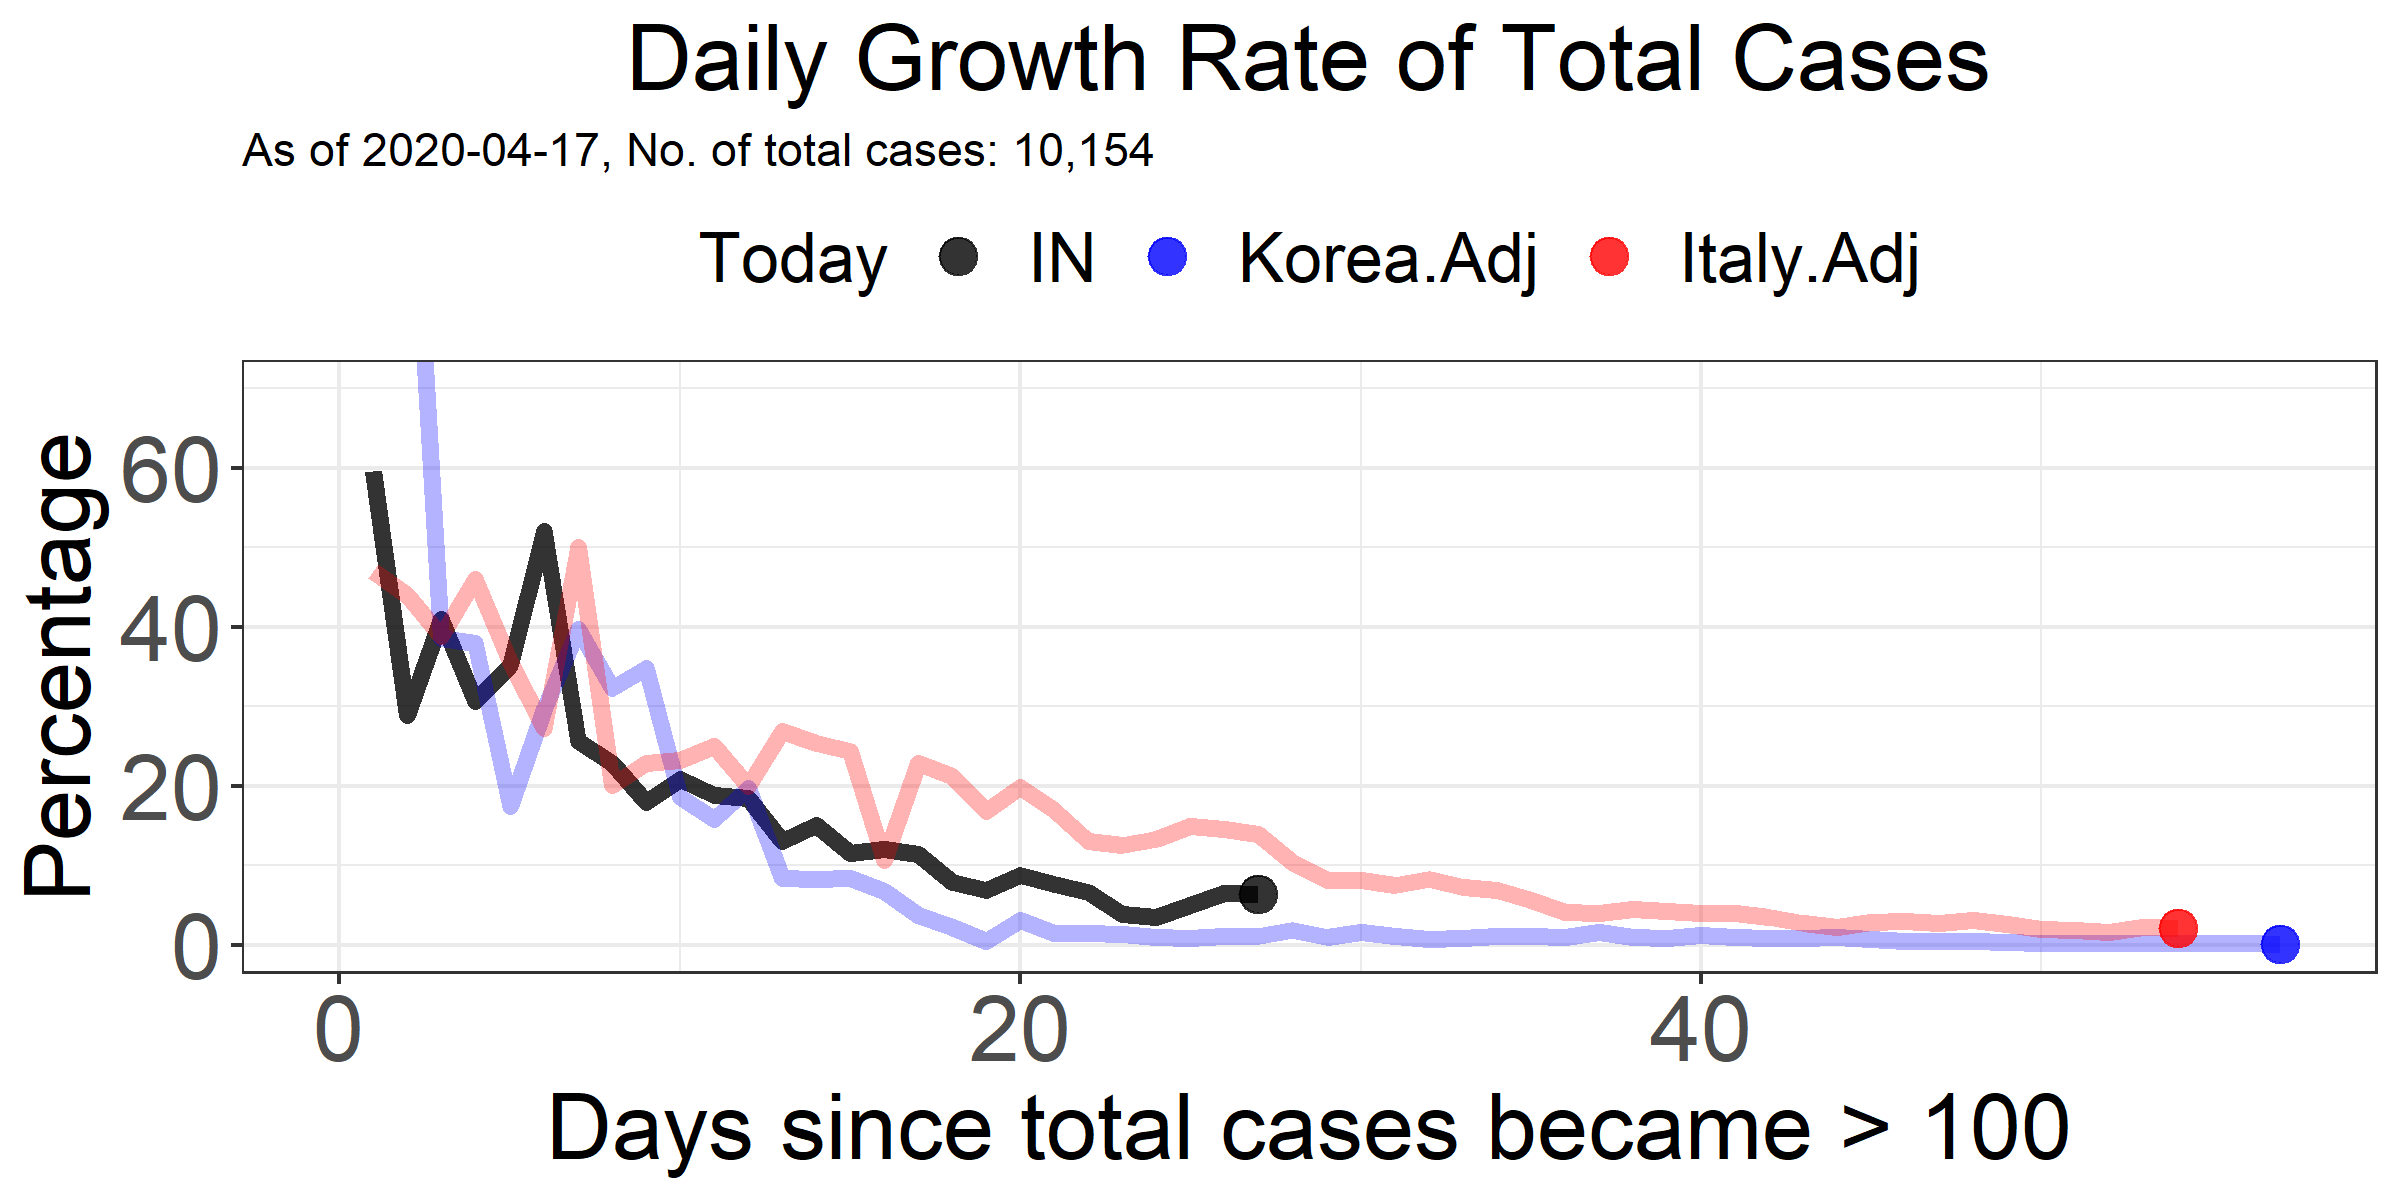 Daily Growth Rate of Total Cases
As of 2020-04-17, No. of total cases: 10,154
Today IN Korea.Adj Italy.Adj
Percentage
60
40
20
0
0 20 40
Days since total cases became > 100